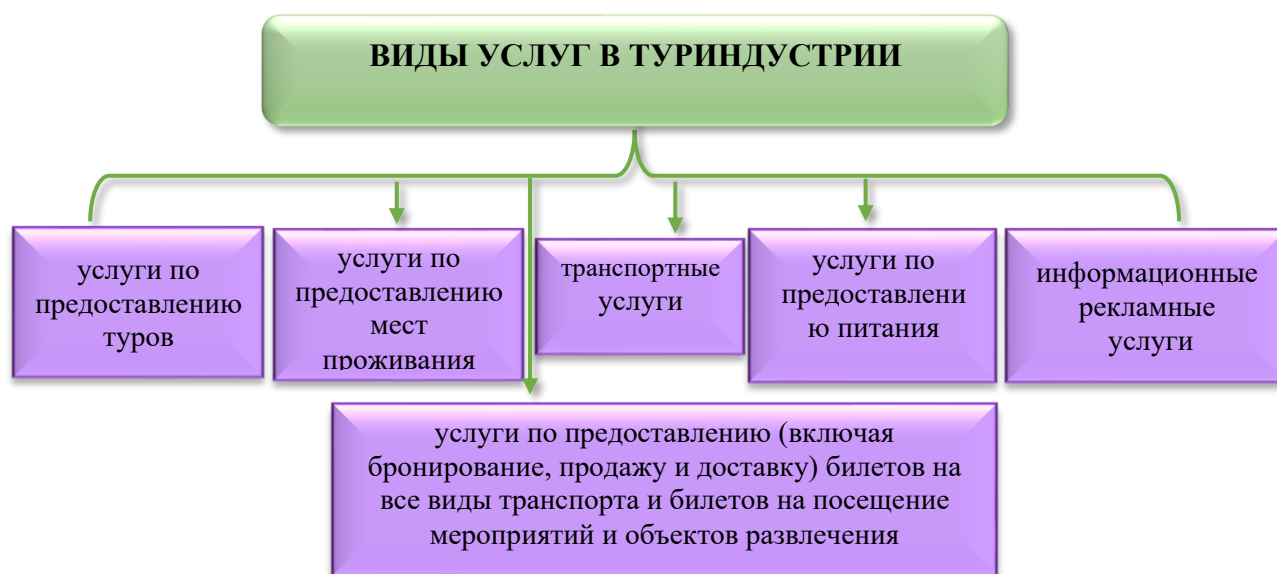 ВИДЫ УСЛУГ В ТУРИНДУСТРИИ
услуги по
предоставлению
туров
услуги по
предоставлению
мест
проживания
транспортные
услуги
услуги по
предоставлени
ю питания
информационные
рекламные
услуги
услуги по предоставлению (включая
бронирование, продажу и доставку) билетов на
все виды транспорта и билетов на посещение
мероприятий и объектов развлечения